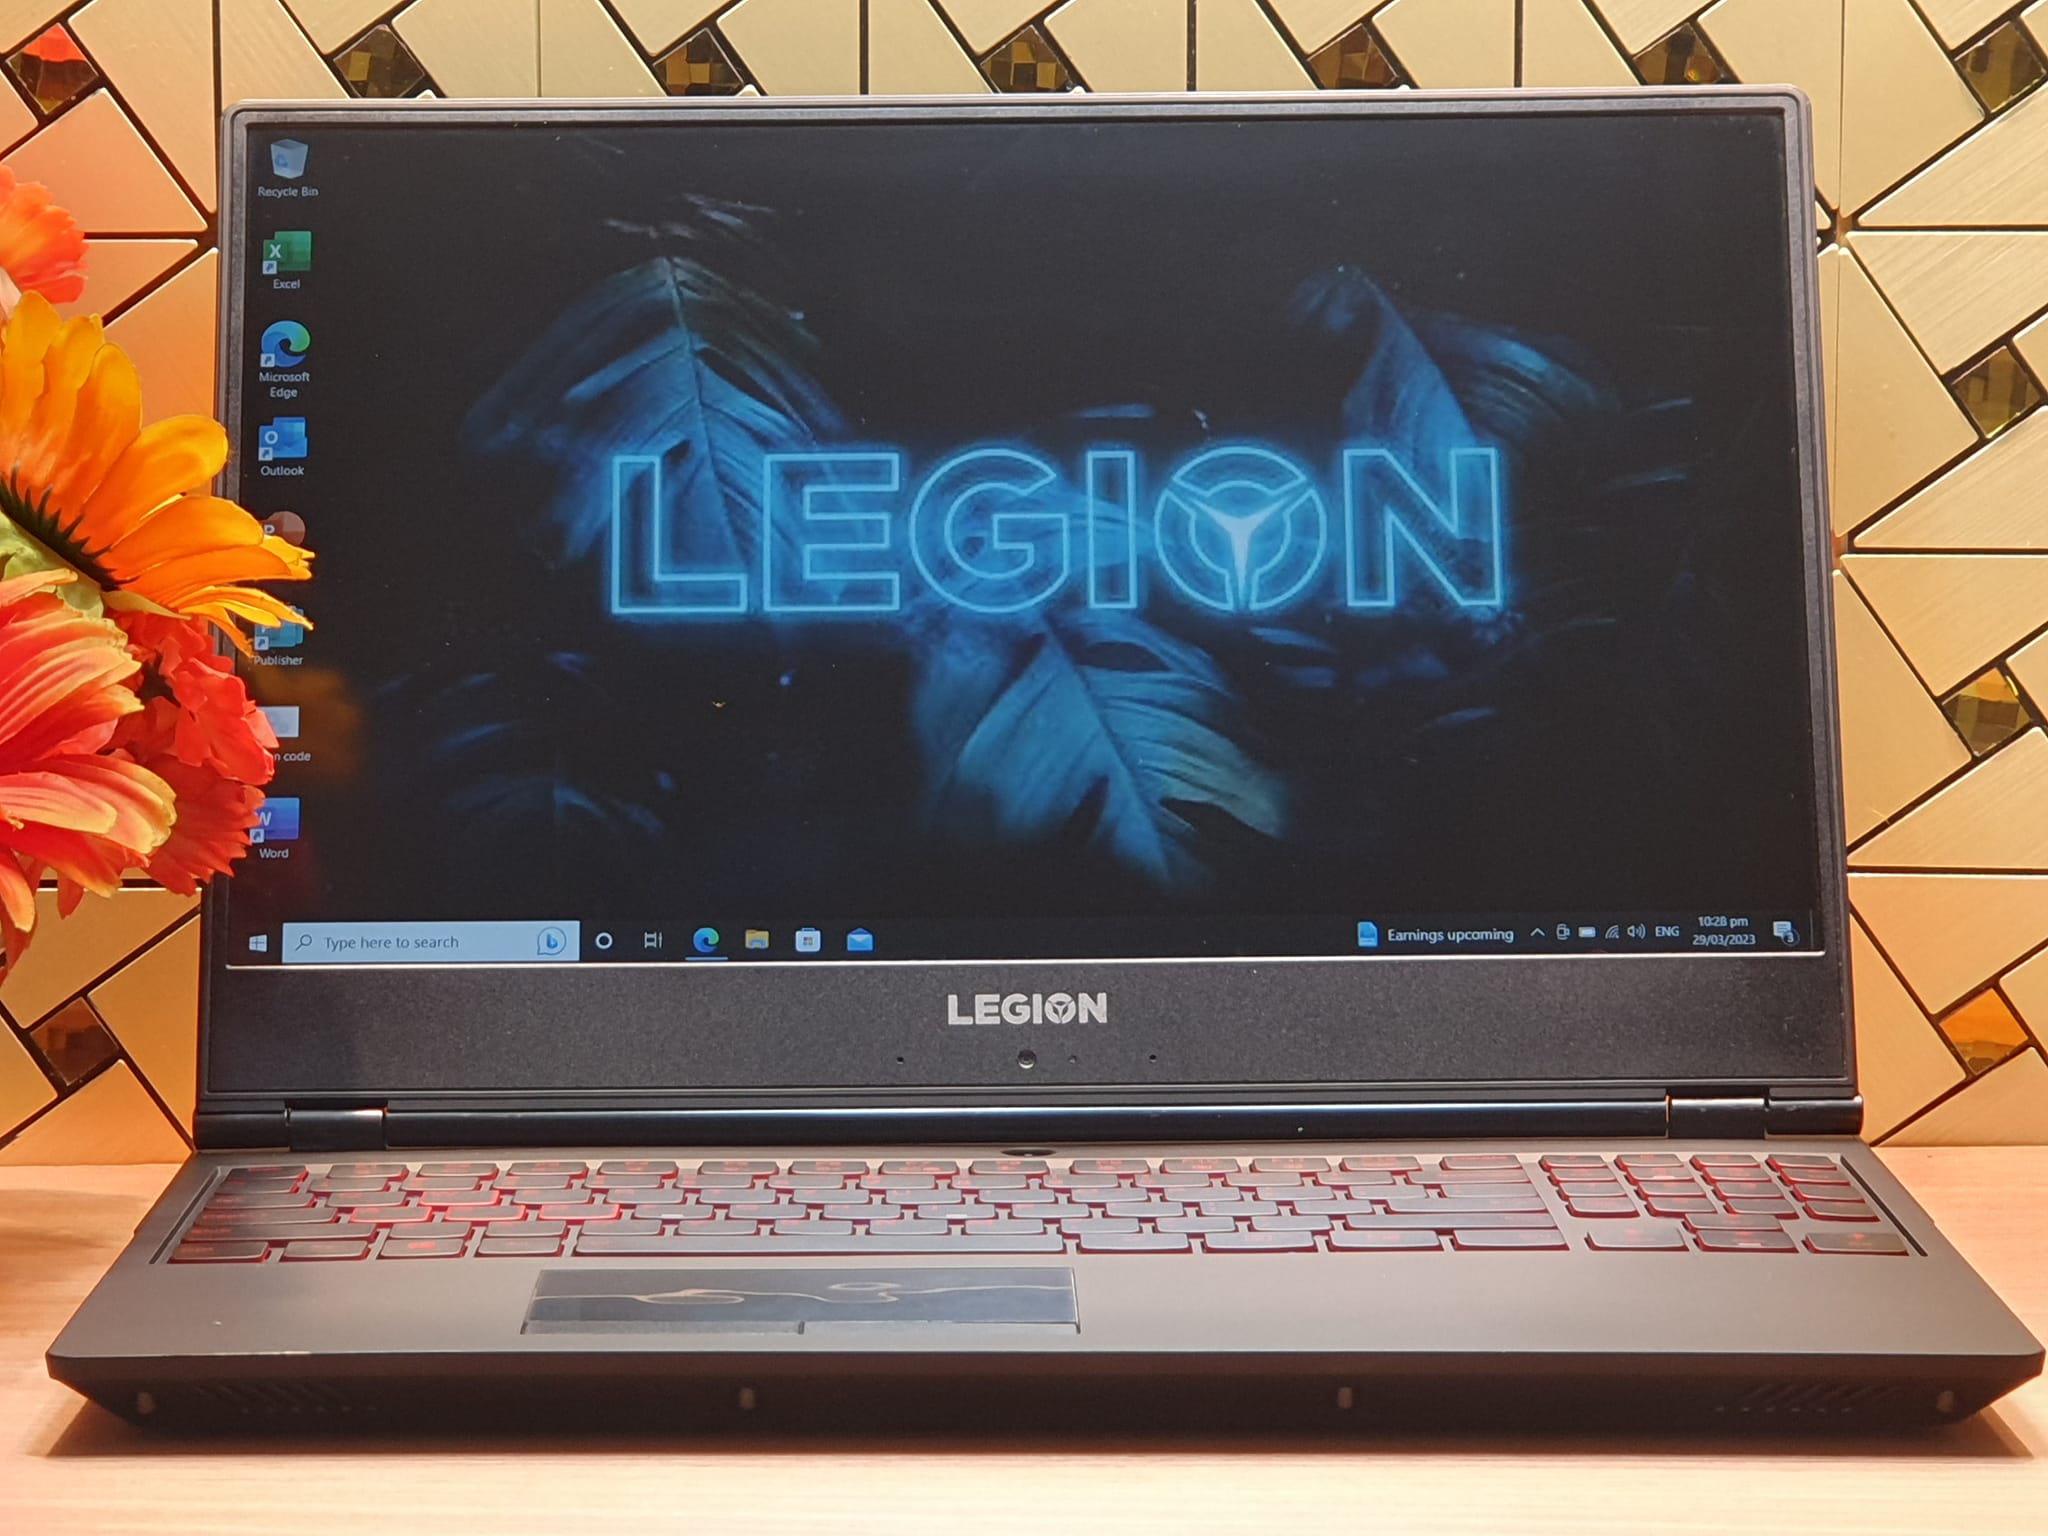 Recycle Bin
X
Excel
Microsoft
Edge
O
Outlook
P
Publisher
code
W
Word
LEGION
Type here to search
b
Earnings upcoming
ENG
10:28 pm
29/03/2023
3
LEGION